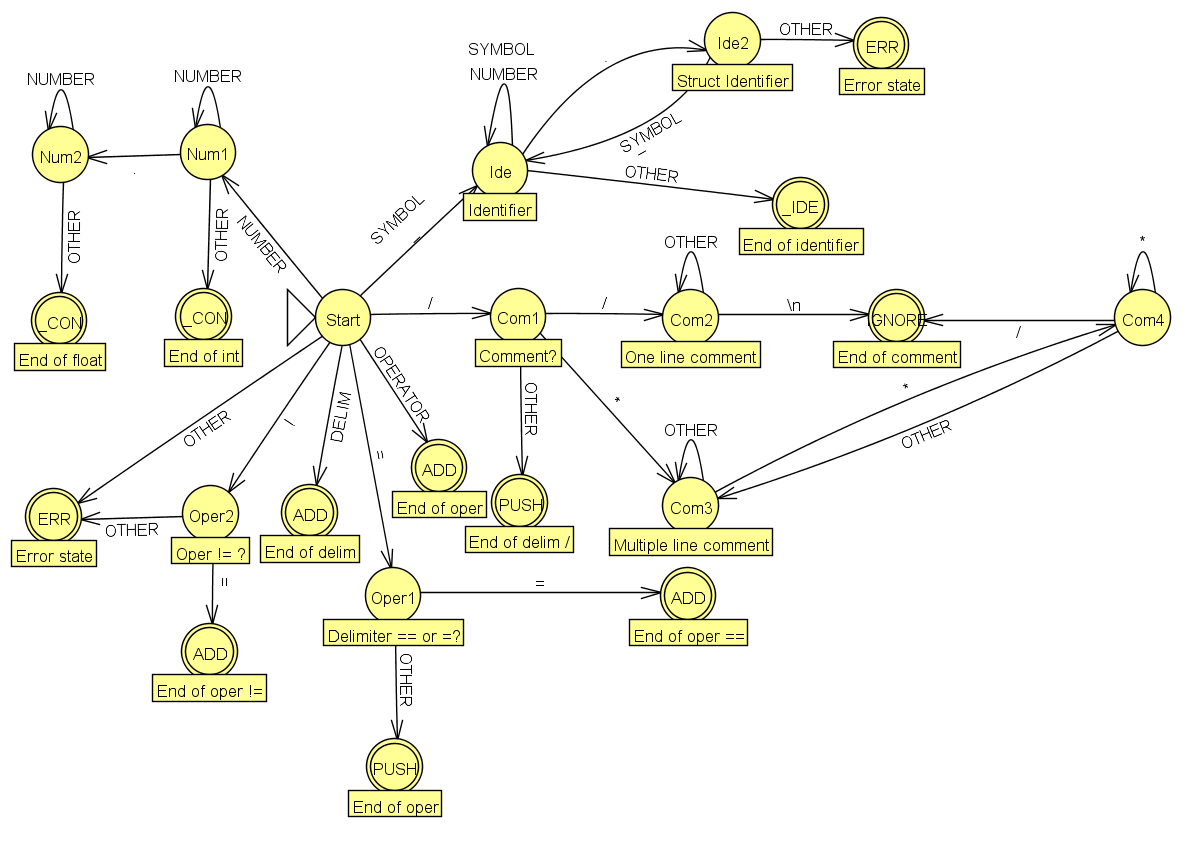 SYMBOL
NUMBER
.
Ide2
Struct Identifier
OTHER
ERR
Error state
NUMBER
Num2
NUMBER
Num1
.
OTHER
_CON
End of float
OTHER
_CON
End of int
NUMBER
SYMBOL
_
Ide
Identifier
SYMBOL
_
OTHER
_IDE
End of identifier
Start
/
Com1
Comment?
/
OTHER
Com2
One line comment
\n
GNORE
End of comment
/
*
Com4
OTHER
ERR
Error state
OTHER
Oper2
Oper != ?
=
ADD
End of oper !=
DELIM
ADD
End of delim
=
OPERATOR
ADD
End of oper
OTHER
PUSH
End of delim /
*
OTHER
Com3
Multiple line comment
*
OTHER
Oper1
Delimiter == or =?
=
ADD
End of oper ==
OTHER
PUSH
End of oper